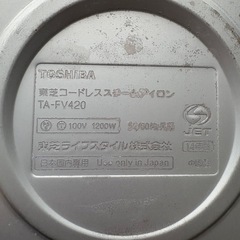 TOSHIBA
東芝コードレススチームアイロン
TA-FV420
100V 1200W
JET
東芝ライフスタイル株式会社
日本国内専用 Use only in Japan